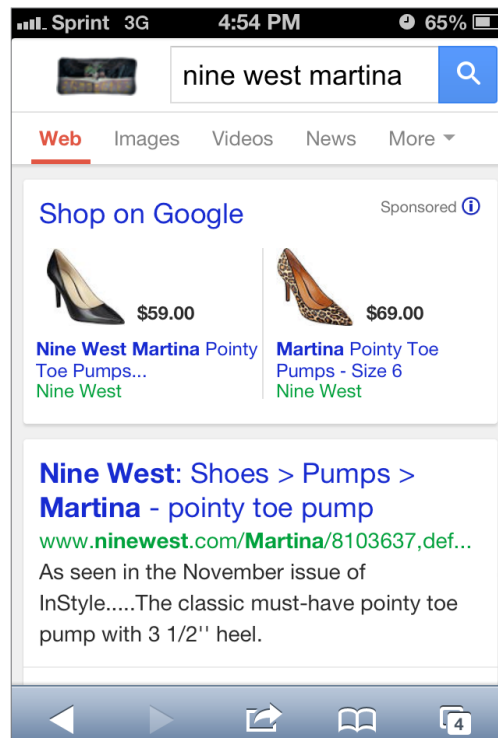 Sprint 3G 4:54 PM 65%
nine west martina
Web Images Videos News More
Shop on Google Sponsored
$59.00
Nine West Martina Pointy
Toe Pumps...
Nine West
$69.00
Martina Pointy Toe
Pumps - Size 6
Nine West
Nine West: Shoes > Pumps >
Martina - pointy toe pump
www.ninewest.com/Martina/8103637,def...
As seen in the November issue of
InStyle.....The classic must-have pointy toe
pump with 3 1/2'' heel.
4